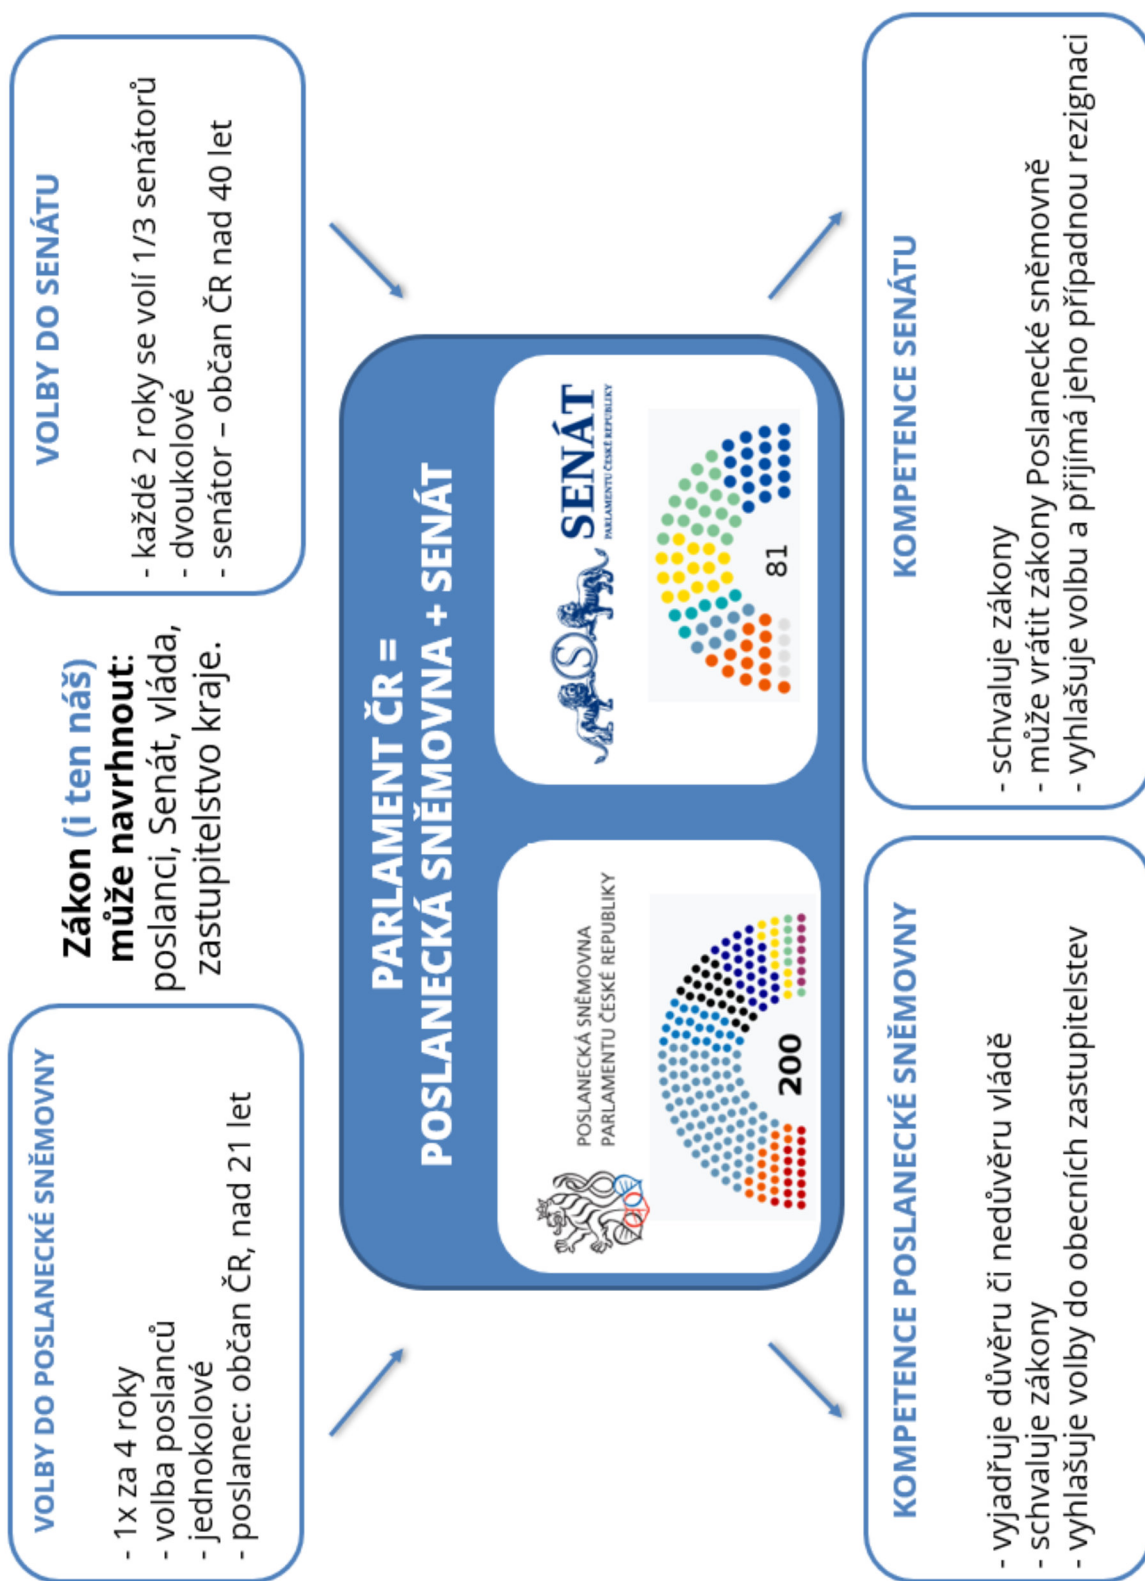 VOLBY DO POSLANECKÉ SNĚMOVNY
- 1x za 4 roky
- volba poslanců
- jednokolové
- poslanec: občan ČR, nad 21 let
Zákon (i ten náš)
může navrhnout:
poslanci, Senát, vláda,
zastupitelstvo kraje.
VOLBY DO SENÁTU
- každé 2 roky se volí 1/3 senátorů
- dvoukolové
- senátor – občan ČR nad 40 let
PARLAMENT ČR =
POSLANECKÁ SNĚMOVNA + SENÁT
POSLANECKÁ SNĚMOVNA
PARLAMENTU ČESKÉ REPUBLIKY
200
S
SENÁT
PARLAMENTU ČESKÉ REPUBLIKY
81
KOMPETENCE POSLANECKÉ SNĚMOVNY
- vyjadřuje důvěru či nedůvěru vládě
- schvaluje zákony
- vyhlašuje volby do obecních zastupitelstev
KOMPETENCE SENÁTU
- schvaluje zákony
- může vrátit zákony Poslanecké sněmovně
- vyhlašuje volbu a přijímá jeho případnou rezignaci